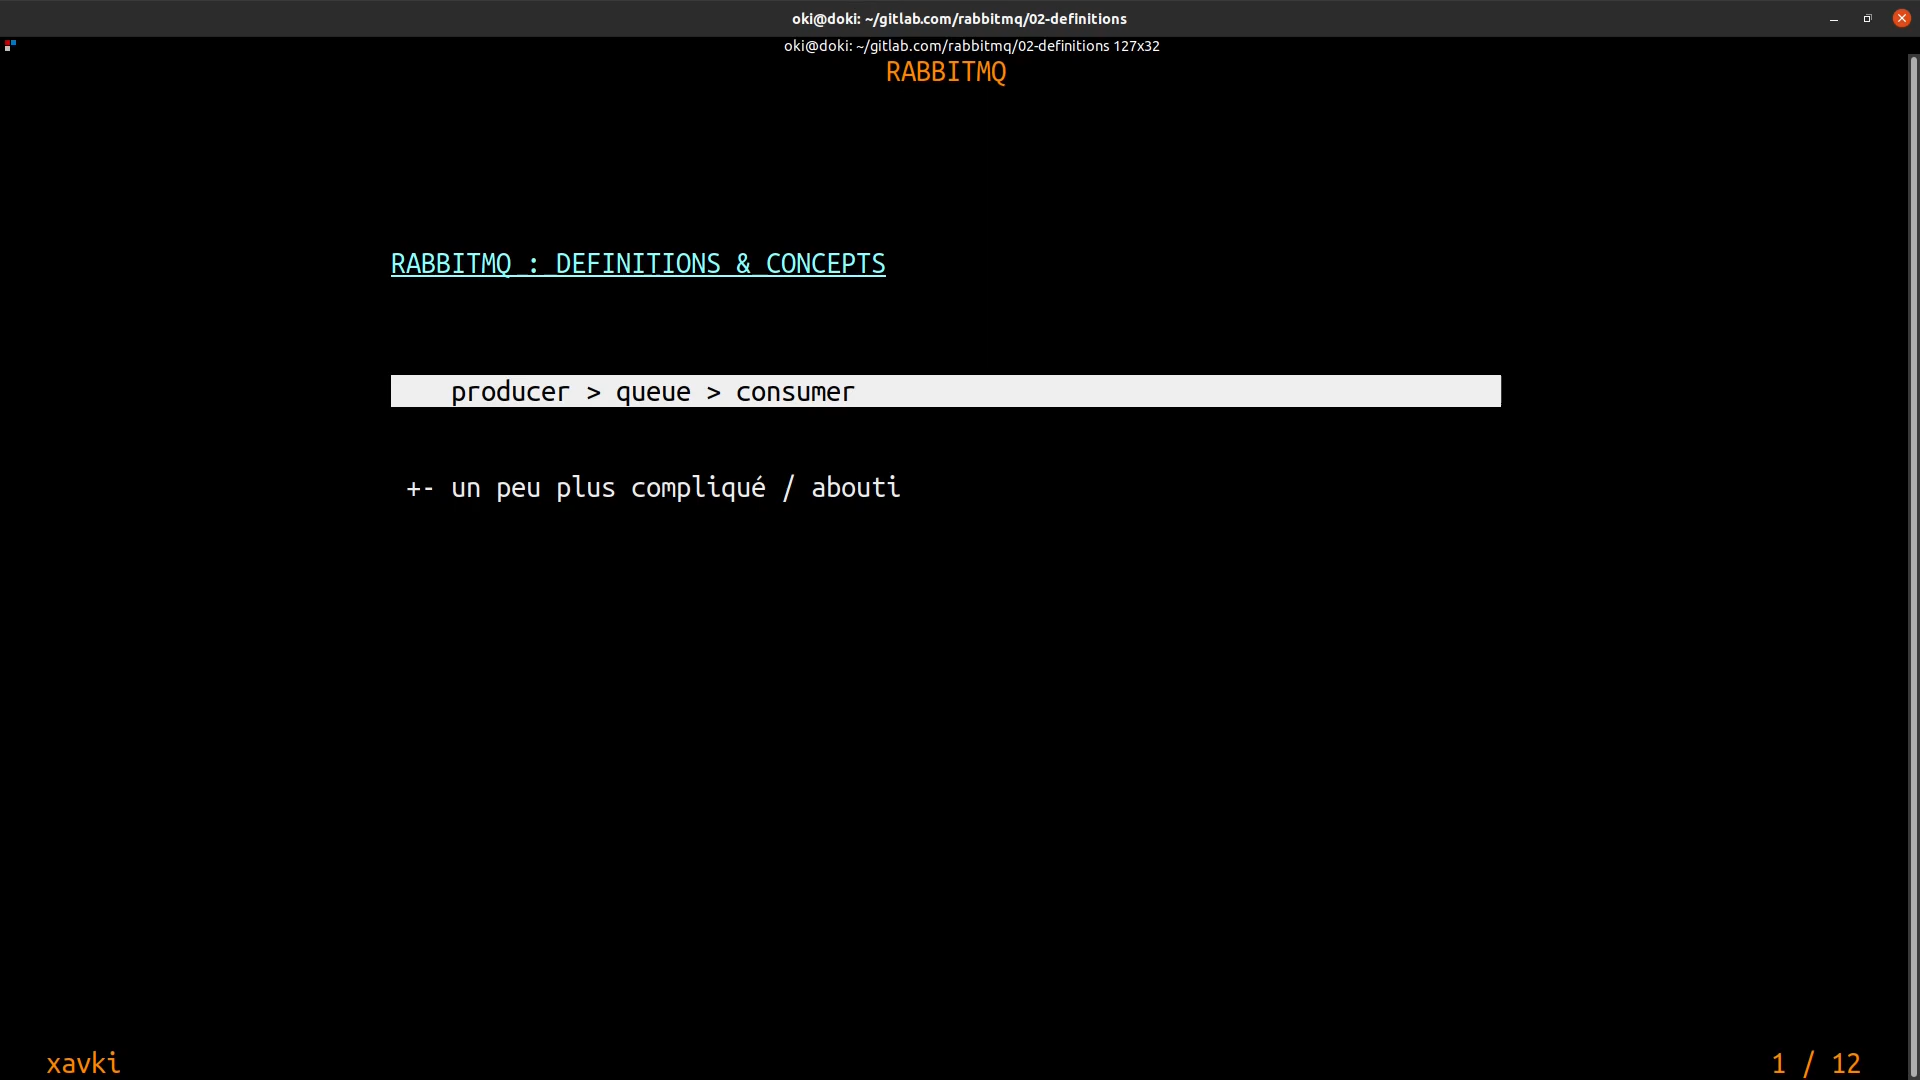 oki@doki: ~/gitlab.com/rabbitmq/02-definitions
oki@doki: ~/gitlab.com/rabbitmq/02-definitions 127x32
RABBITMQ
RABBITMQ : DEFINITIONS & CONCEPTS
producer > queue > consumer
+- un peu plus compliqué / abouti
xavki
1 / 12